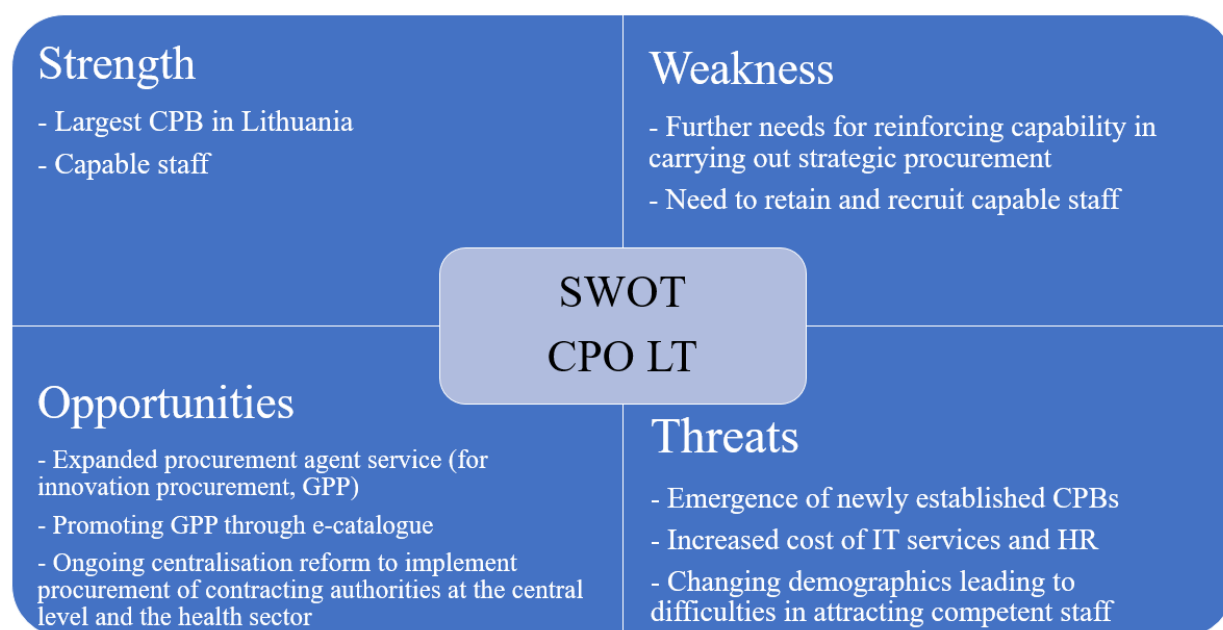 Strength
- Largest CPB in Lithuania
- Capable staff
Weakness
- Further needs for reinforcing capability in
carrying out strategic procurement
- Need to retain and recruit capable staff
SWOT
CPO LT
Opportunities
- Expanded procurement agent service (for
innovation procurement, GPP)
- Promoting GPP through e-catalogue
- Ongoing centralisation reform to implement
procurement of contracting authorities at the central
level and the health sector
Threats
- Emergence of newly established CPBs
- Increased cost of IT services and HR
- Changing demographics leading to
difficulties in attracting competent staff